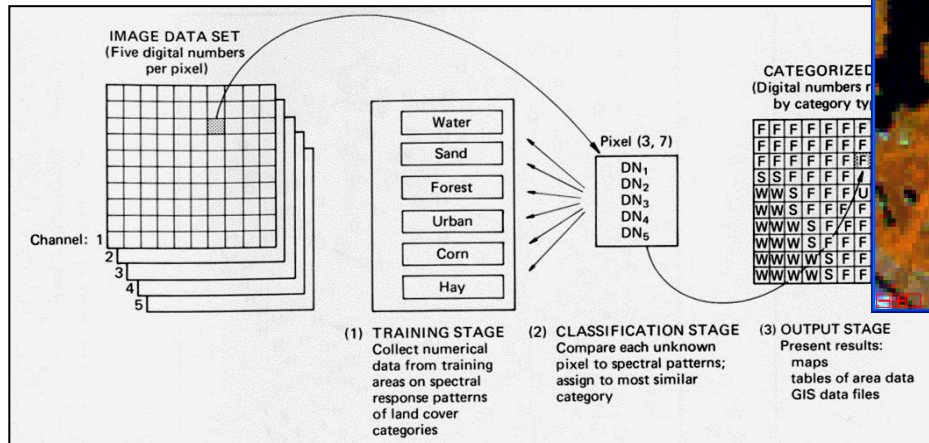 IMAGE DATA SET
(Five digital numbers
per pixel)
Channel: 1
2
3
4
5
Water
Sand
Forest
Urban
Corn
Hay
Pixel (3, 7)
DN1
DN2
DN3
DN4
DN5
CATEGORIZED
(Digital numbers
by category
F F F F F F F
F F F F F F F
F F F F F F F
S S F F F F
W W S F F F U
W W S F F F F
W W W S F F F
W W W S F F F
W W W W S F F
W W W W S F F
(1) TRAINING STAGE
Collect numerical
data from training
areas on spectral
response patterns
of land cover
categories
(2) CLASSIFICATION STAGE
Compare each unknown
pixel to spectral patterns;
assign to most similar
category
(3) OUTPUT STAGE
Present results:
maps
tables of area data
GIS data files